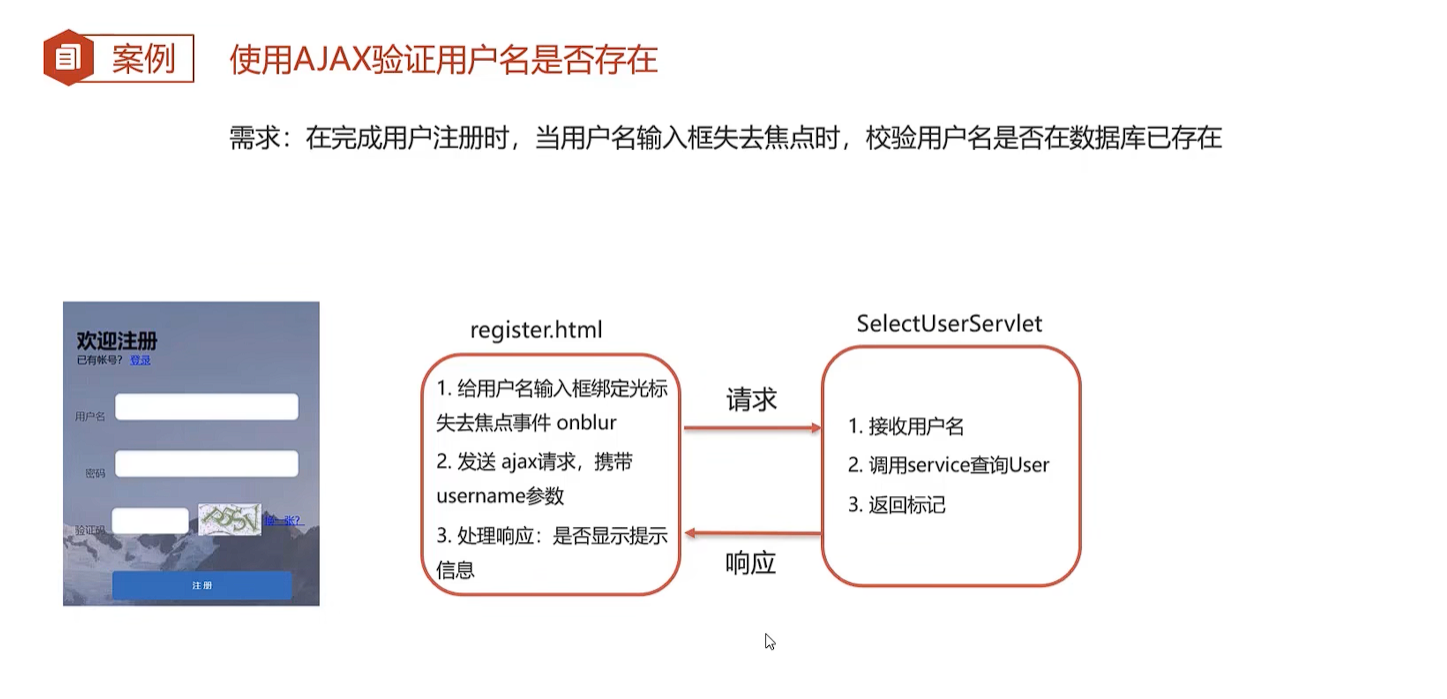 案例
使用AJAX验证用户名是否存在
需求：在完成用户注册时，当用户名输入框失去焦点时，校验用户名是否在数据库已存在
欢迎注册
已有帐号？ 登录
用户名
密码
验证码
换一张？
注 册
register.html
1. 给用户名输入框绑定光标
失去焦点事件 onblur
2. 发送 ajax请求，携带
username参数
3. 处理响应：是否显示提示
信息
请求
响应
SelectUserServlet
1. 接收用户名
2. 调用service查询User
3. 返回标记